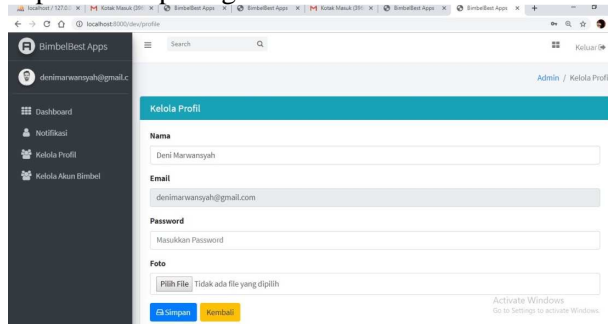 localhost / 127.0.
Kotak Masuk (39
BimbelBest Apps
BimbelBest Apps
Kotak Masuk (39
BimbelBest Apps
BimbelBest Apps
localhost:8000/dev/profile
BimbelBest Apps
Search
Keluar
denimarwansyah@gmail.c
Admin / Kelola Profi
Dashboard
Notifikasi
Kelola Profil
Kelola Akun Bimbel
Kelola Profil
Nama
Deni Marwansyah
Email
denimarwansyah@gmail.com
Password
Masukkan Password
Foto
Pilih File Tidak ada file yang dipilih
Simpan Kembali
Activate Windows
Go to Settings to activate Windows.